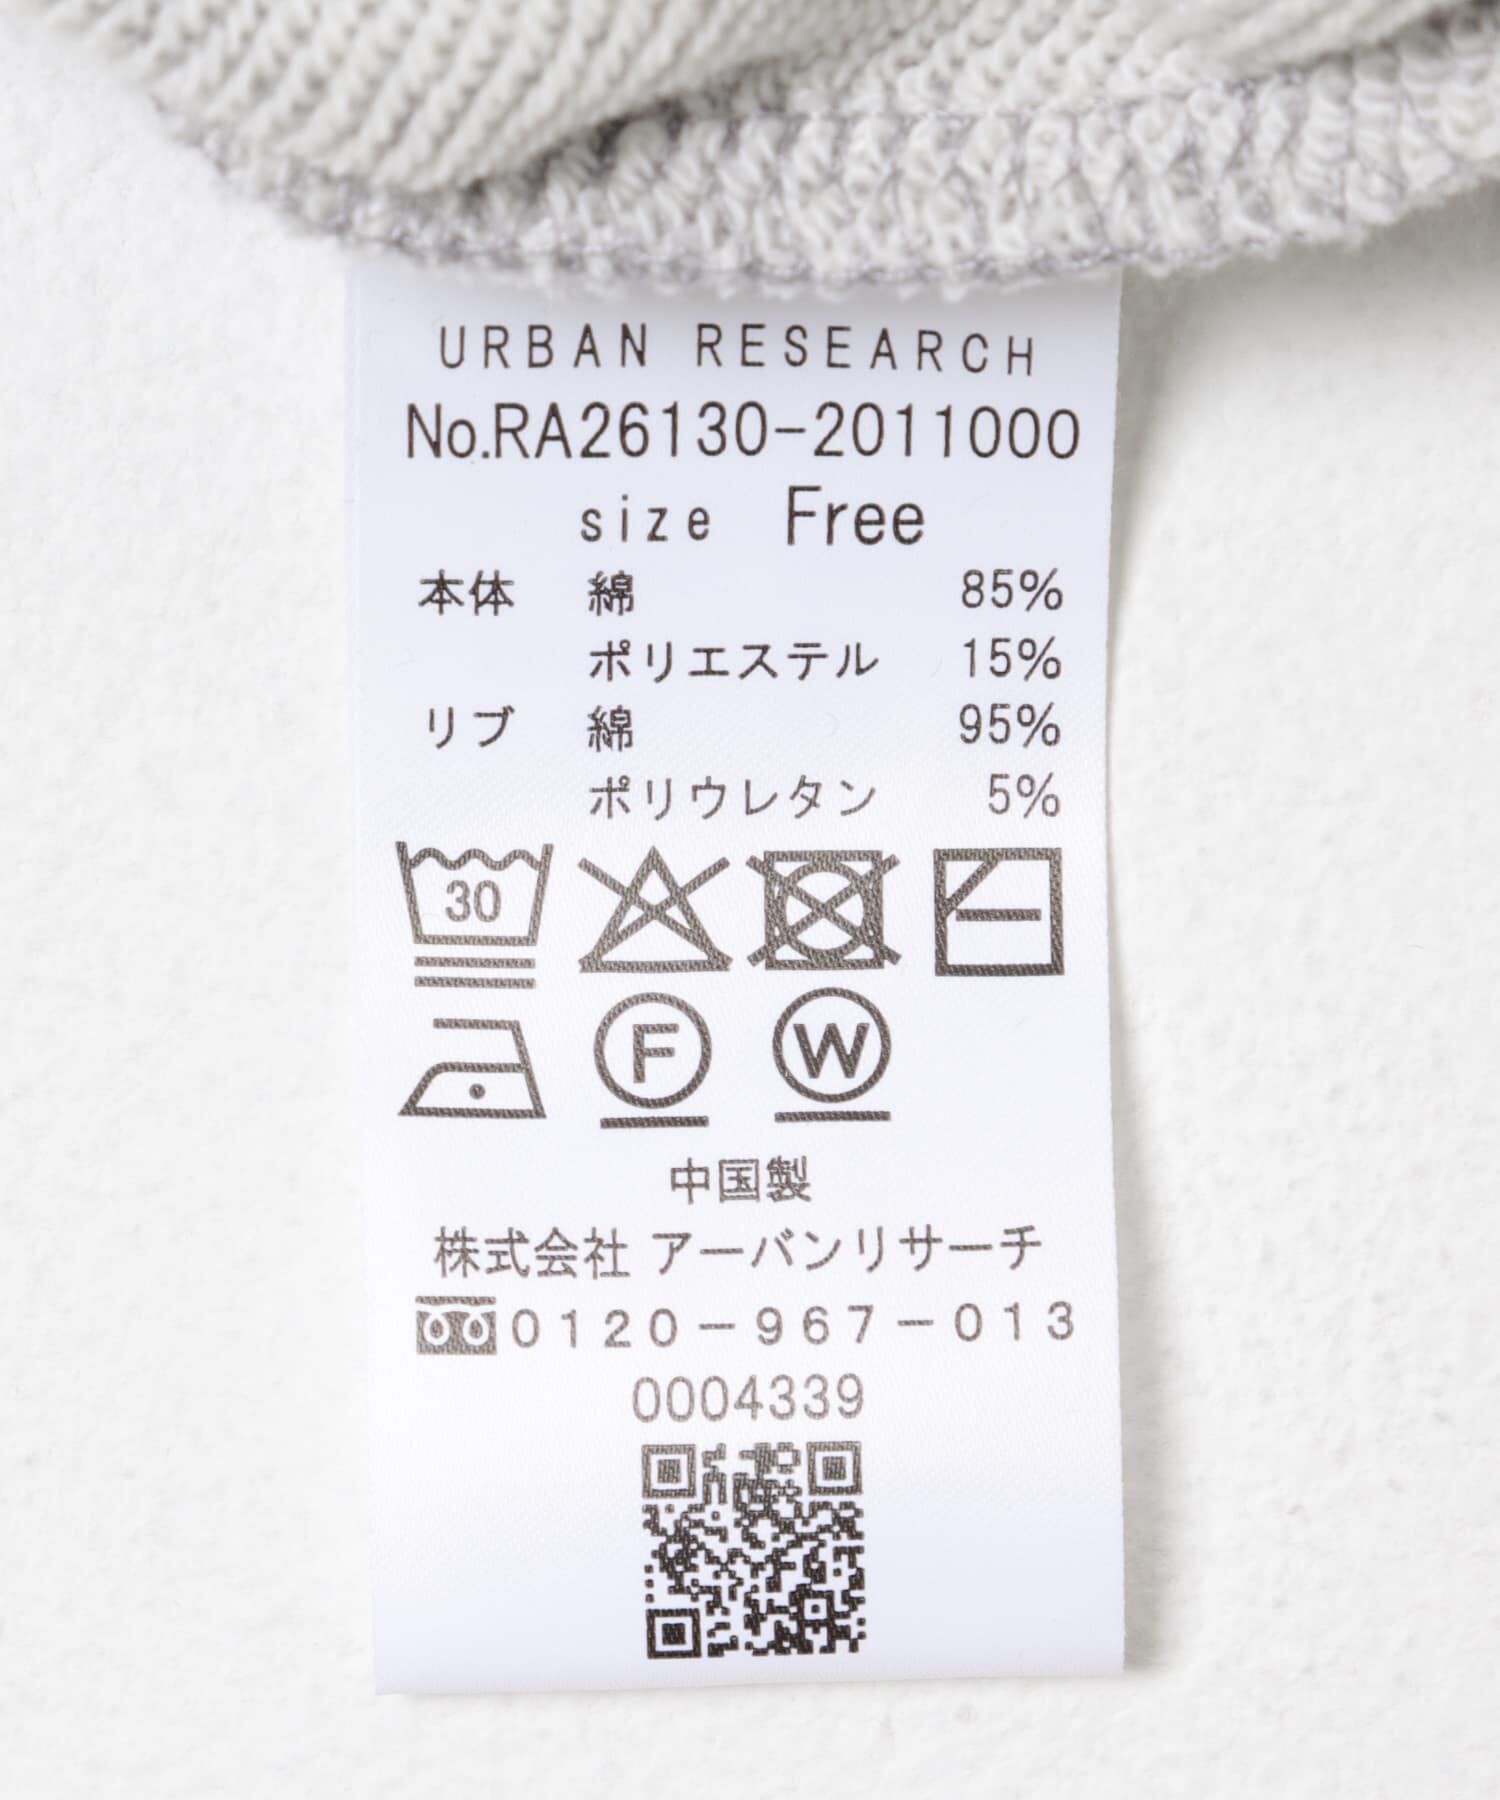 URBAN RESEARCH
No.RA26130-2011000
size Free
本体 綿 85%
ポリエステル 15%
リブ 綿 95%
ポリウレタン 5%
30
F W
中国製
株式会社 アーバンリサーチ
0120-967-013
0004339